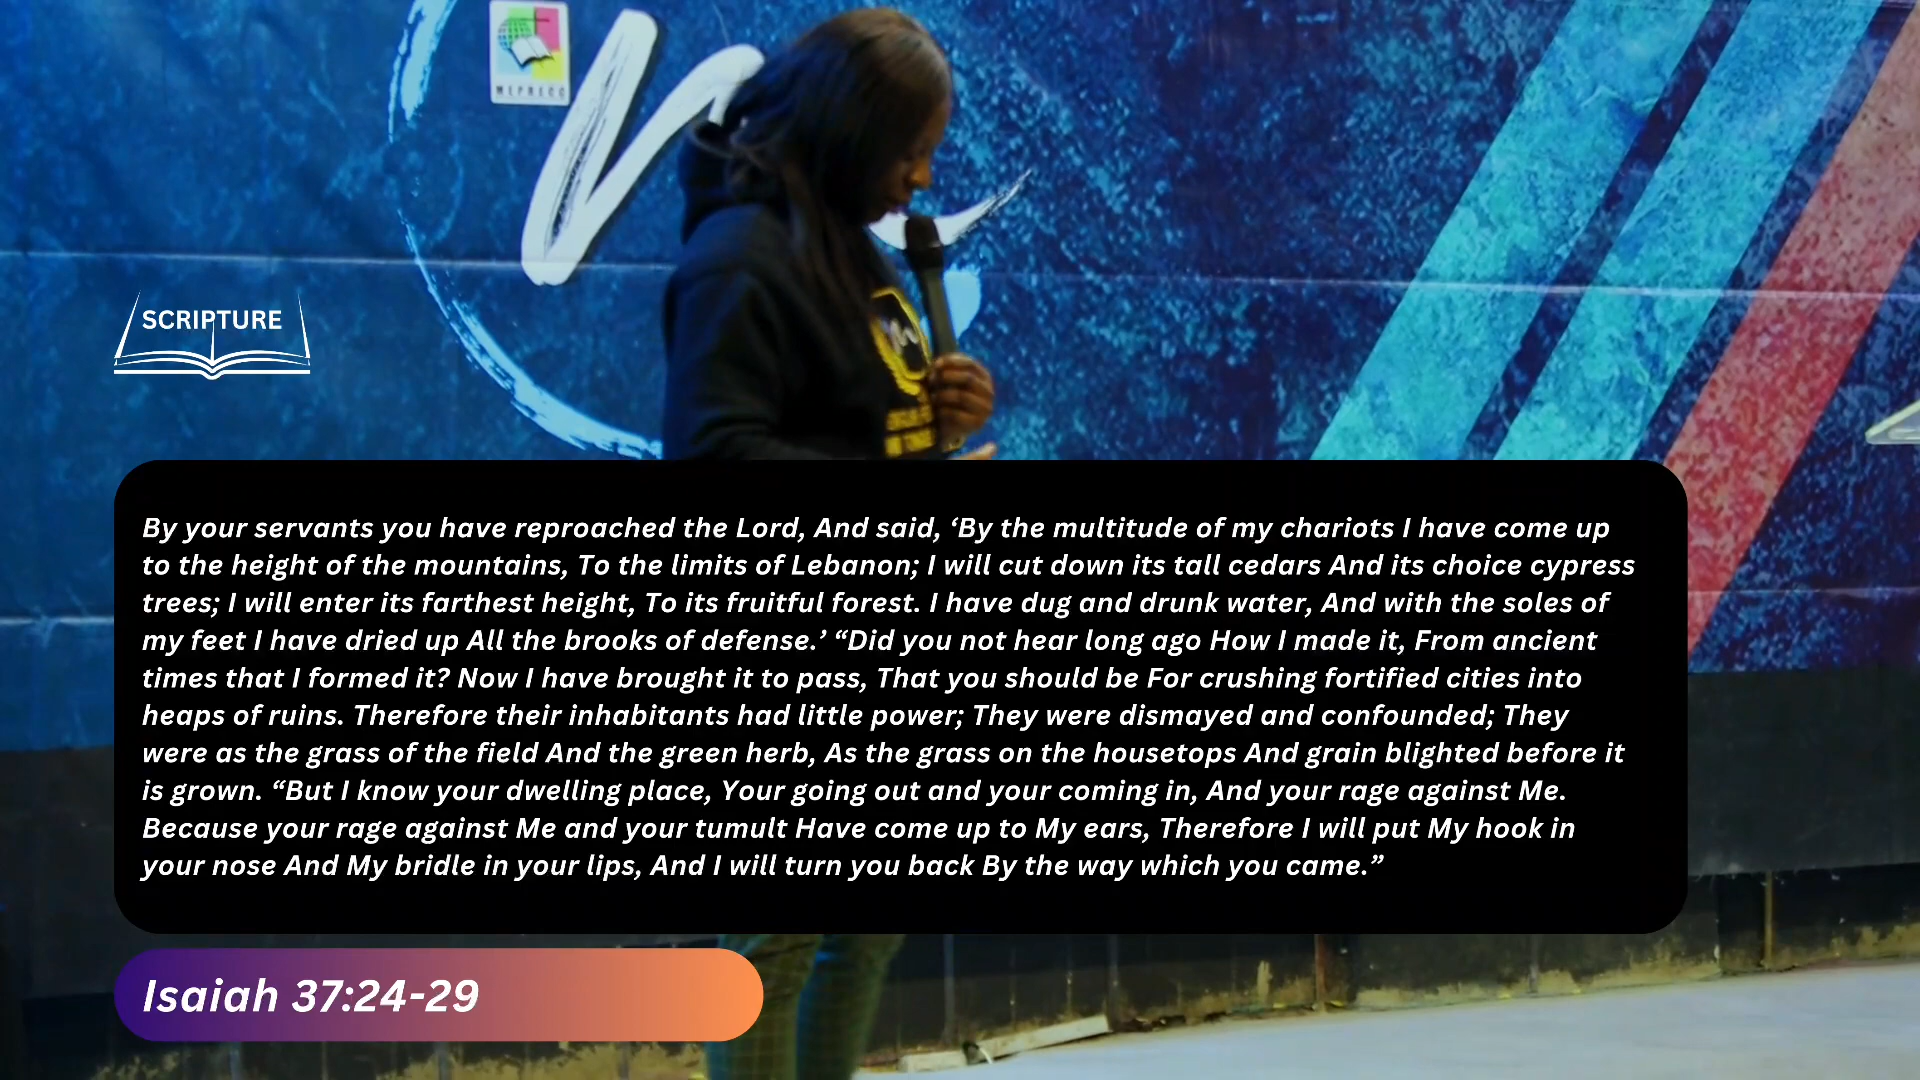 MEPRECC
SCRIPTURE
By your servants you have reproached the Lord, And said, ‘By the multitude of my chariots I have come up
to the height of the mountains, To the limits of Lebanon; I will cut down its tall cedars And its choice cypress
trees; I will enter its farthest height, To its fruitful forest. I have dug and drunk water, And with the soles of
my feet I have dried up All the brooks of defense.’ “Did you not hear long ago How I made it, From ancient
times that I formed it? Now I have brought it to pass, That you should be For crushing fortified cities into
heaps of ruins. Therefore their inhabitants had little power; They were dismayed and confounded; They
were as the grass of the field And the green herb, As the grass on the housetops And grain blighted before it
is grown. “But I know your dwelling place, Your going out and your coming in, And your rage against Me.
Because your rage against Me and your tumult Have come up to My ears, Therefore I will put My hook in
your nose And My bridle in your lips, And I will turn you back By the way which you came.”
Isaiah 37:24-29